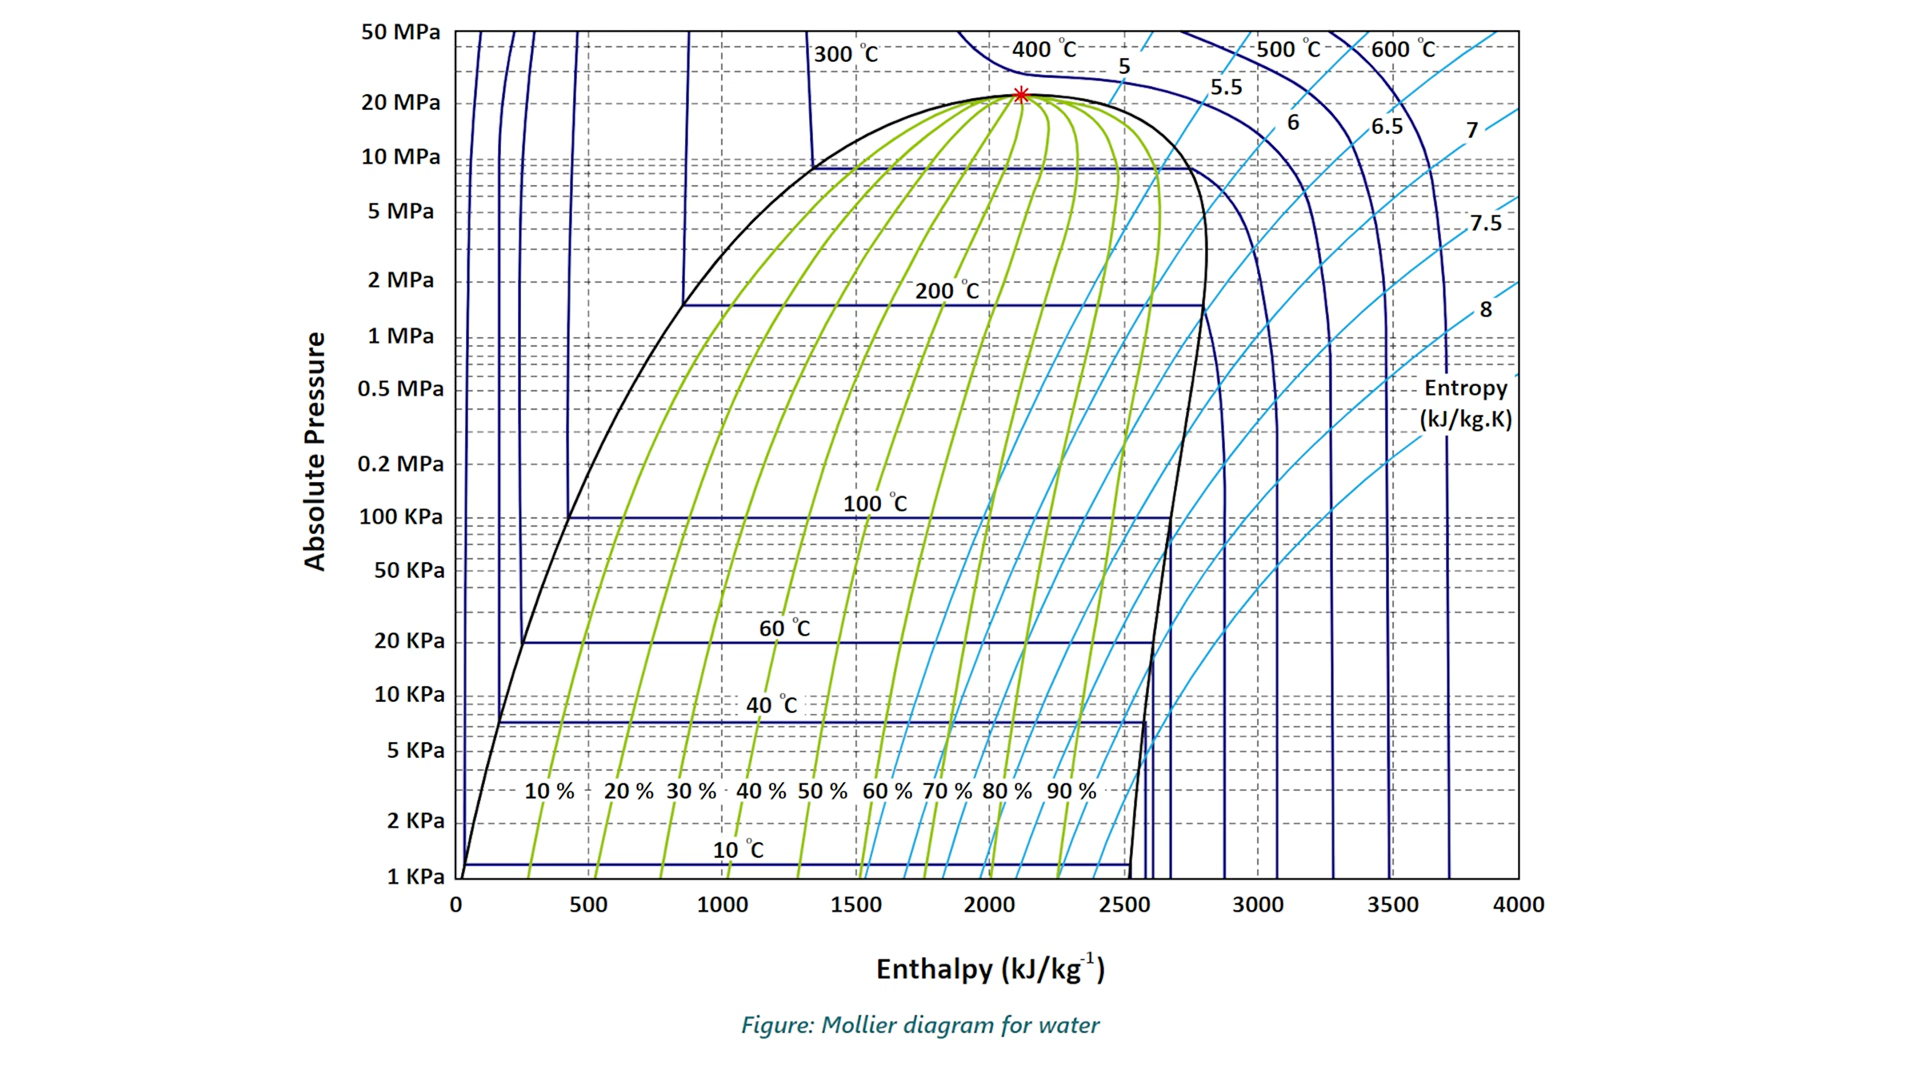 50 MPa
20 MPa
10 MPa
5 MPa
2 MPa
1 MPa
0.5 MPa
0.2 MPa
100 KPa
50 KPa
20 KPa
10 KPa
5 KPa
2 KPa
1 KPa
Absolute Pressure
300 °C
400 °C
500 °C
600 °C
5
5.5
6
6.5
7
7.5
8
200 °C
Entropy
(kJ/kg.K)
100 °C
60 °C
40 °C
10 % 20 % 30 % 40 % 50 % 60 % 70 % 80 % 90 %
10 °C
0 500 1000 1500 2000 2500 3000 3500 4000
Enthalpy (kJ/kg⁻¹)
Figure: Mollier diagram for water